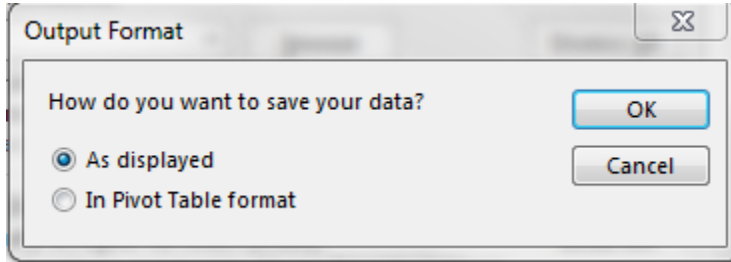 Output Format
How do you want to save your data?
OK
As displayed
Cancel
In Pivot Table format